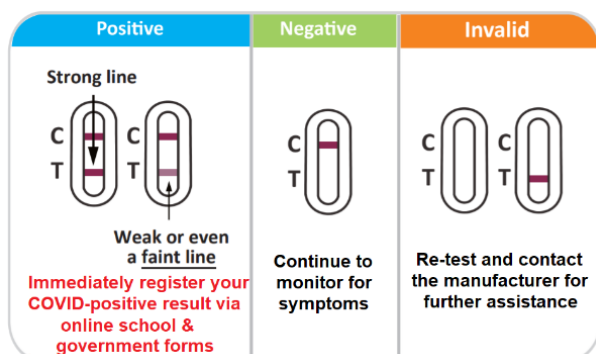 Positive
Negative
Invalid
Strong line
C
T
C
T
Weak or even
a faint line
Immediately register your
COVID-positive result via
online school &
government forms
C
T
Continue to
monitor for
symptoms
C
T
C
T
Re-test and contact
the manufacturer for
further assistance